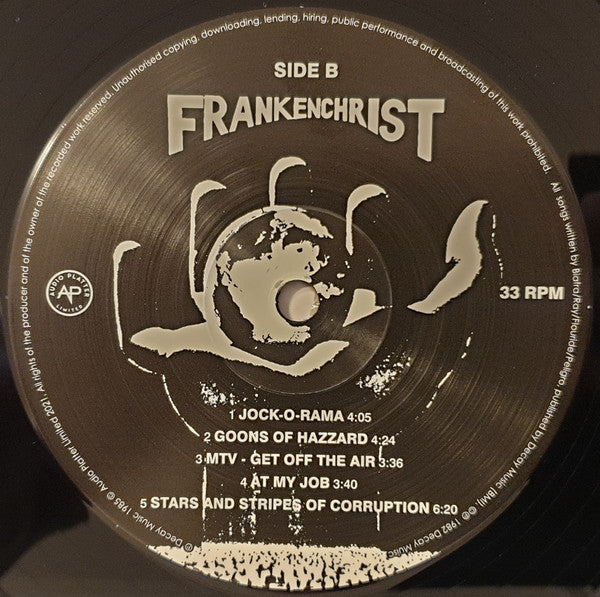 SIDE B
FRANKENCHRIST
AUDIO PLATTER
AP
LIMITED
33 RPM
1 JOCK-O-RAMA 4:05
2 GOONS OF HAZZARD 4:24
3 MTV - GET OFF THE AIR 3:36
4 AT MY JOB 3:40
5 STARS AND STRIPES OF CORRUPTION 6:20
℗ Decay Music 1985 © Audio Platter Limited 2021. All rights of the producer and of the owner of the recorded work reserved. Unauthorised copying, downloading, lending, hiring, public performance and broadcasting of this work prohibited. All songs written by Biafra/Ray/Flouride/Peligro, published by Decay Music (BMI) ©℗ 1982 Decay Music